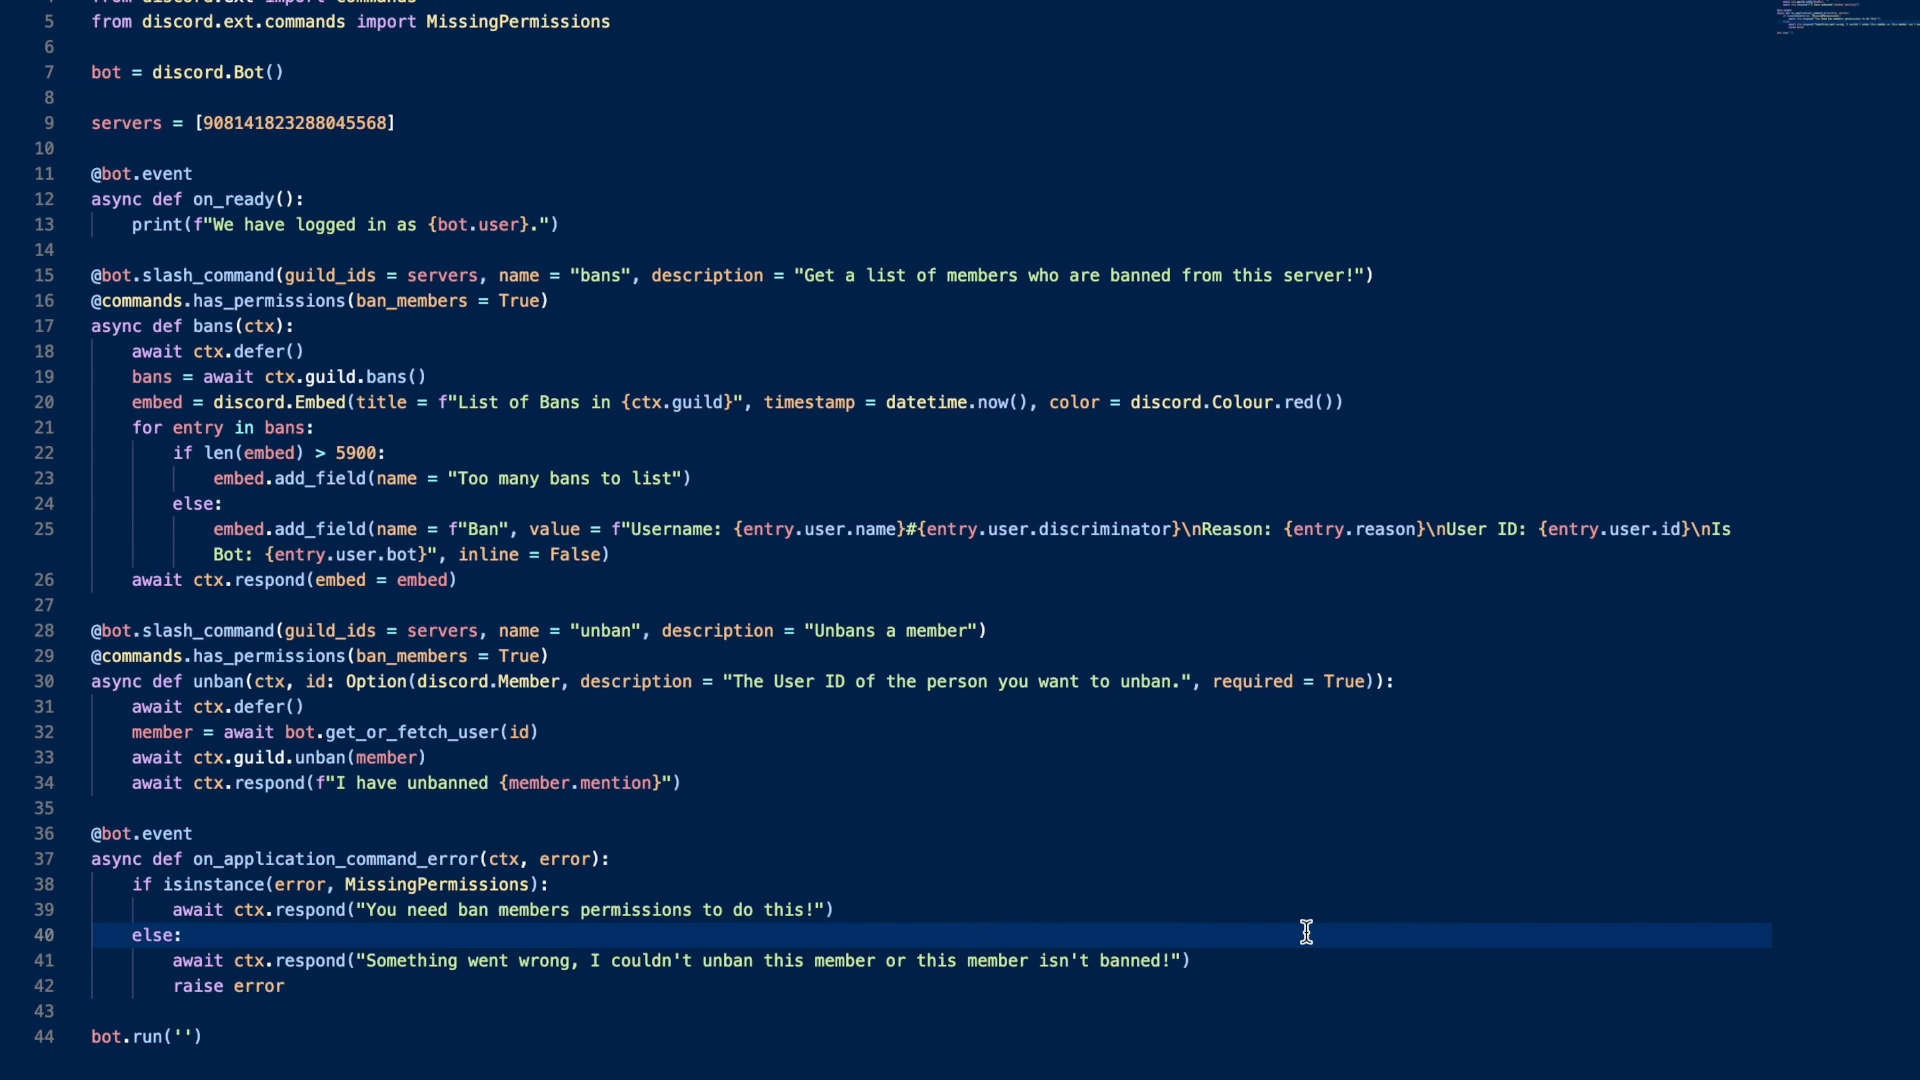 from discord.ext import commands
5 from discord.ext.commands import MissingPermissions
6
7 bot = discord.Bot()
8
9 servers = [908141823288045568]
10
11 @bot.event
12 async def on_ready():
13 print(f"We have logged in as {bot.user}.")
14
15 @bot.slash_command(guild_ids = servers, name = "bans", description = "Get a list of members who are banned from this server!")
16 @commands.has_permissions(ban_members = True)
17 async def bans(ctx):
18 await ctx.defer()
19 bans = await ctx.guild.bans()
20 embed = discord.Embed(title = f"List of Bans in {ctx.guild}", timestamp = datetime.now(), color = discord.Colour.red())
21 for entry in bans:
22 if len(embed) > 5900:
23 embed.add_field(name = "Too many bans to list")
24 else:
25 embed.add_field(name = f"Ban", value = f"Username: {entry.user.name}#{entry.user.discriminator}\nReason: {entry.reason}\nUser ID: {entry.user.id}\nIs
Bot: {entry.user.bot}", inline = False)
26 await ctx.respond(embed = embed)
27
28 @bot.slash_command(guild_ids = servers, name = "unban", description = "Unbans a member")
29 @commands.has_permissions(ban_members = True)
30 async def unban(ctx, id: Option(discord.Member, description = "The User ID of the person you want to unban.", required = True)):
31 await ctx.defer()
32 member = await bot.get_or_fetch_user(id)
33 await ctx.guild.unban(member)
34 await ctx.respond(f"I have unbanned {member.mention}")
35
36 @bot.event
37 async def on_application_command_error(ctx, error):
38 if isinstance(error, MissingPermissions):
39 await ctx.respond("You need ban members permissions to do this!")
40 else:
41 await ctx.respond("Something went wrong, I couldn't unban this member or this member isn't banned!")
42 raise error
43
44 bot.run('')